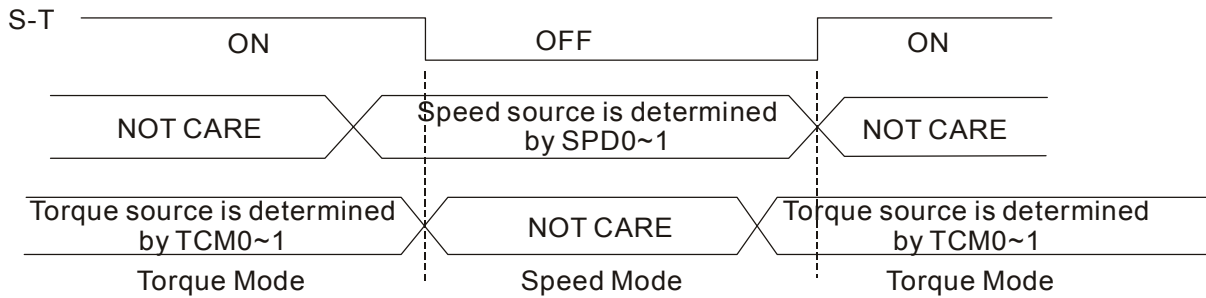 S-T
ON
OFF
ON
NOT CARE
Speed source is determined
by SPD0~1
NOT CARE
Torque source is determined
by TCM0~1
NOT CARE
Torque source is determined
by TCM0~1
Torque Mode
Speed Mode
Torque Mode